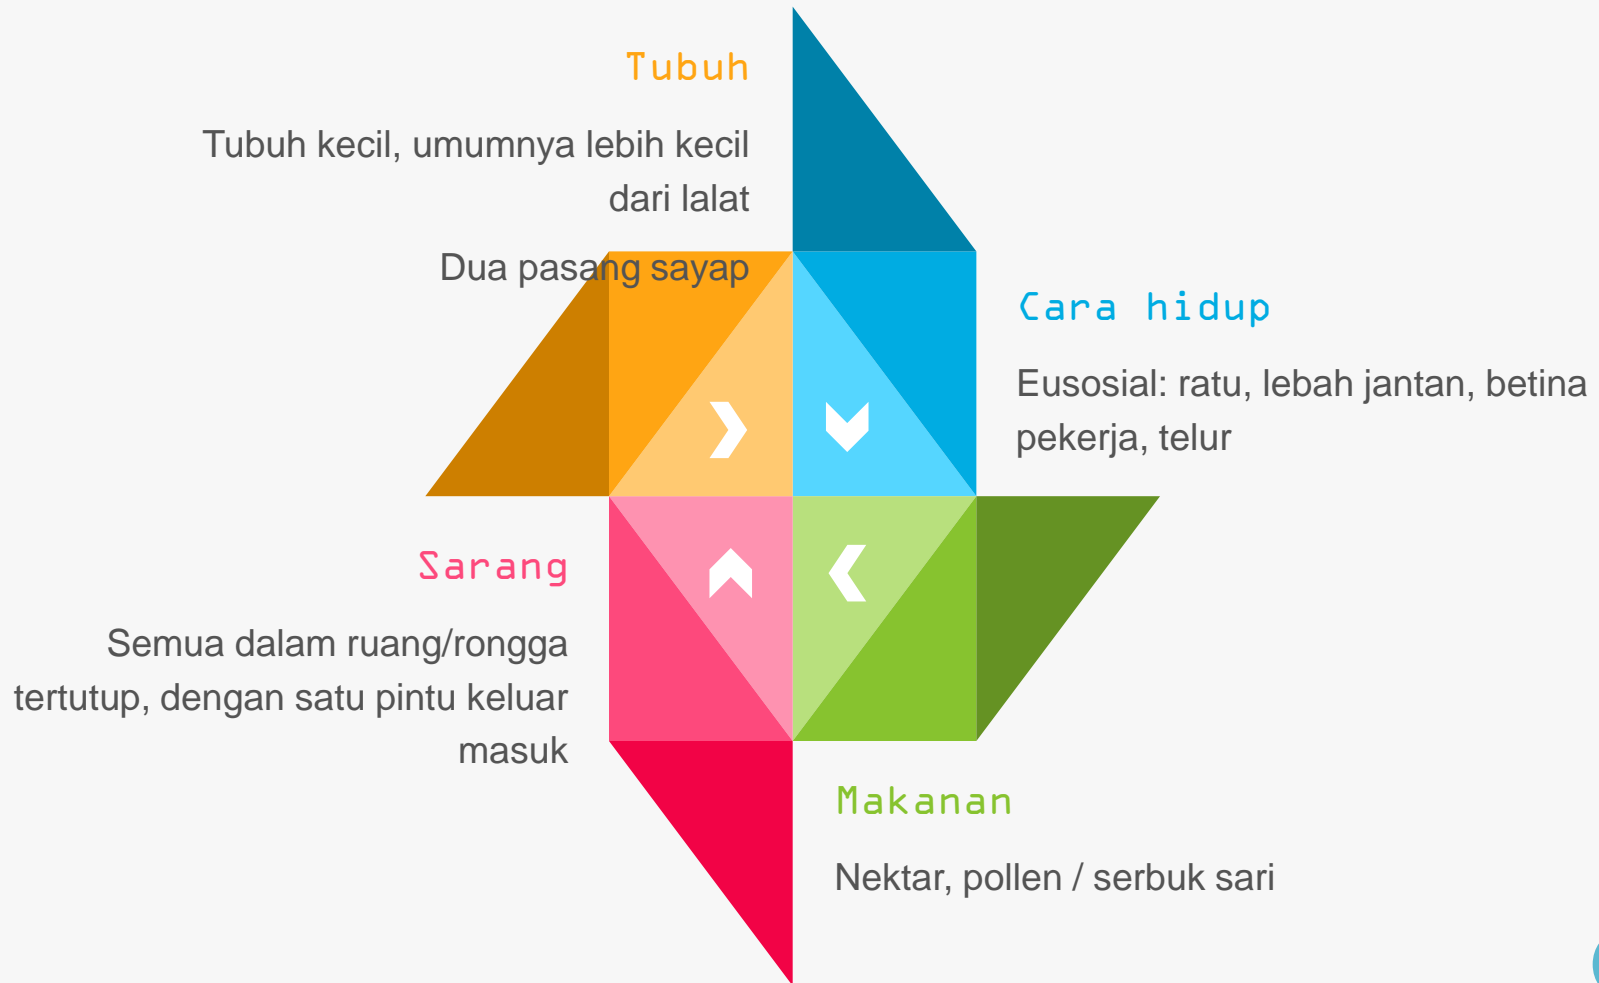 Tubuh
Tubuh kecil, umumnya lebih kecil
dari lalat
Dua pasang sayap
Cara hidup
Eusosial: ratu, lebah jantan, betina
pekerja, telur
Sarang
Semua dalam ruang/rongga
tertutup, dengan satu pintu keluar
masuk
Makanan
Nektar, pollen / serbuk sari